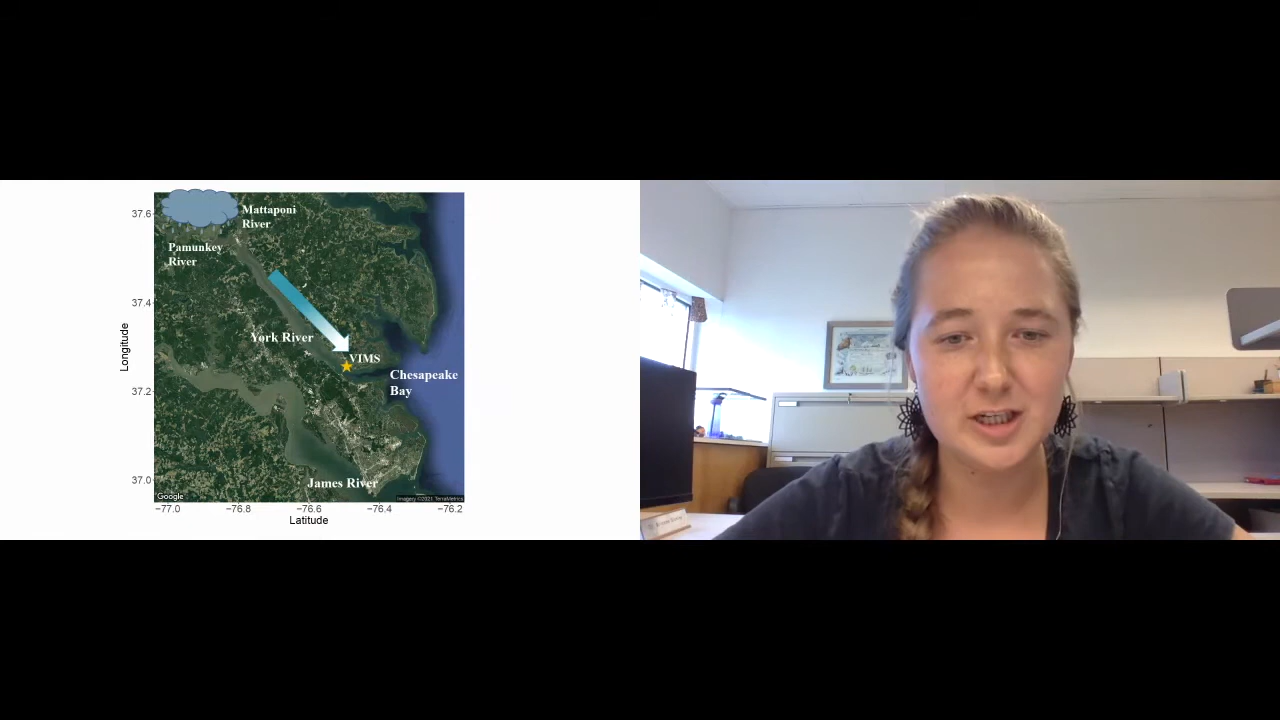 Mattaponi
River
Pamunkey
River
York River
VIMS
Chesapeake
Bay
James River
Google
Imagery ©2021 TerraMetrics
37.6
37.4
37.2
37.0
Longitude
−77.0 −76.8 −76.6 −76.4 −76.2
Latitude